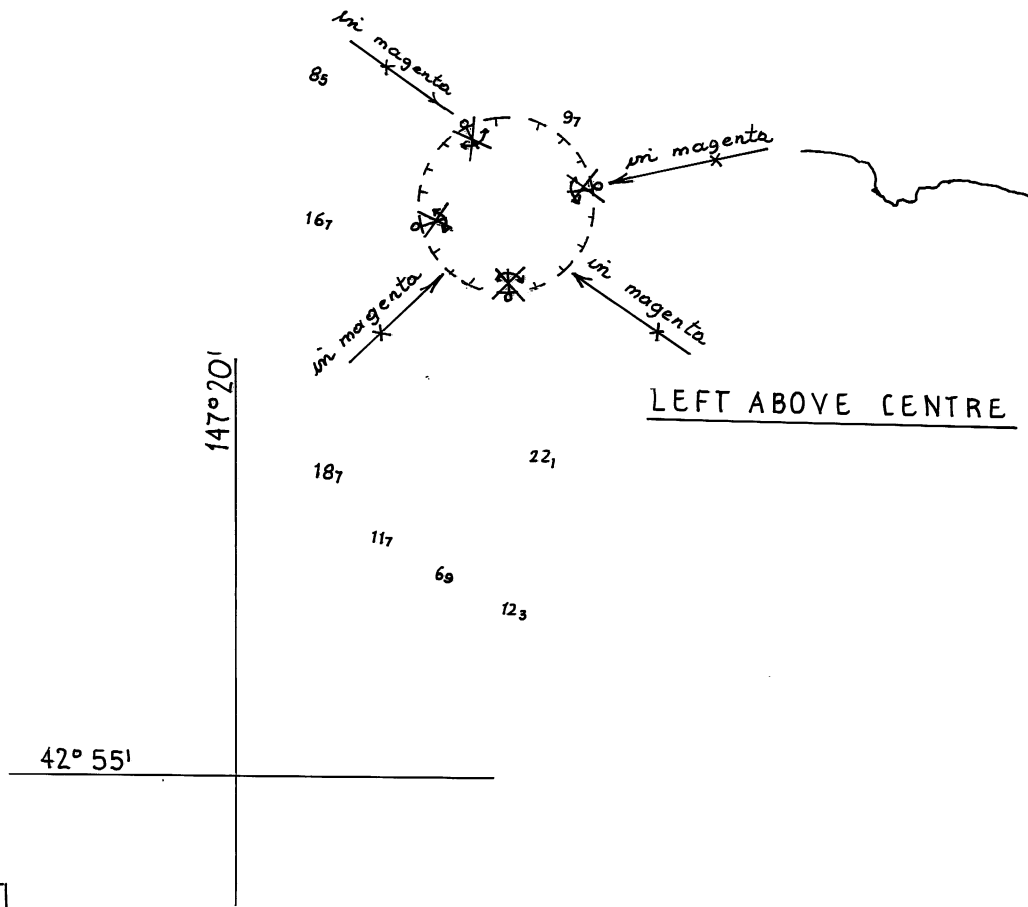 in magenta
8₅
9₇
in magenta
16₇
in magenta
in magenta
147°20'
LEFT ABOVE CENTRE
18₇
22₁
11₇
6₉
12₃
42°55'